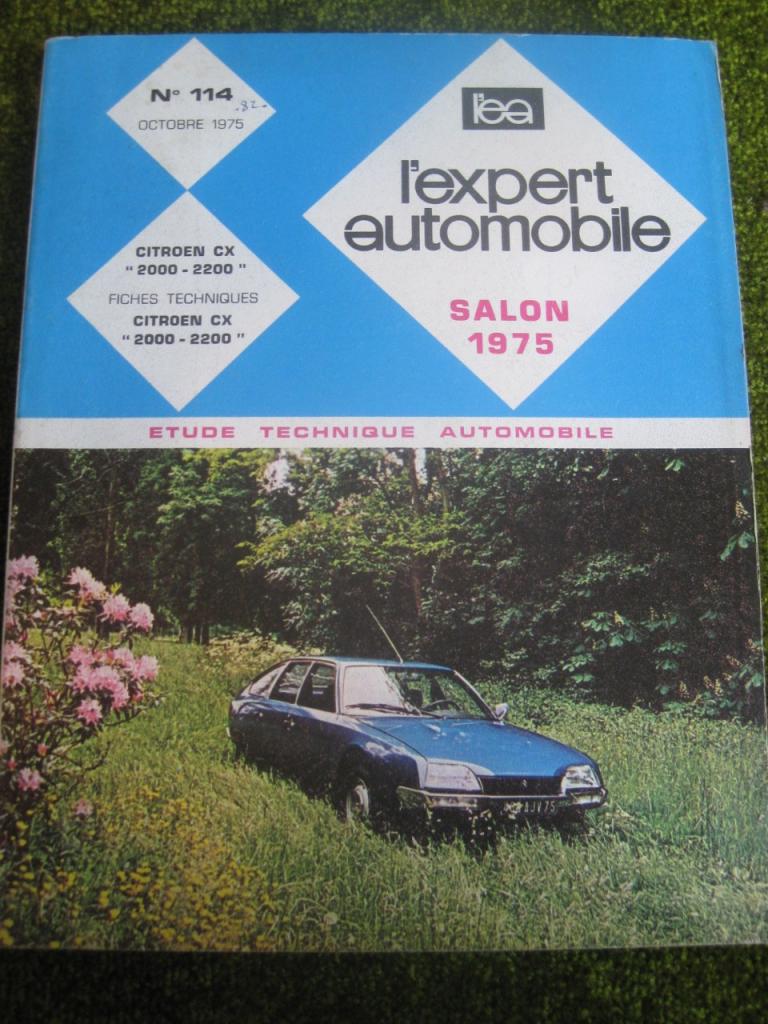 N° 114
.82.
OCTOBRE 1975
l'ea
l'expert
automobile
SALON
1975
CITROEN CX
" 2000 - 2200 "
FICHES TECHNIQUES
CITROEN CX
" 2000 - 2200 "
ETUDE TECHNIQUE AUTOMOBILE